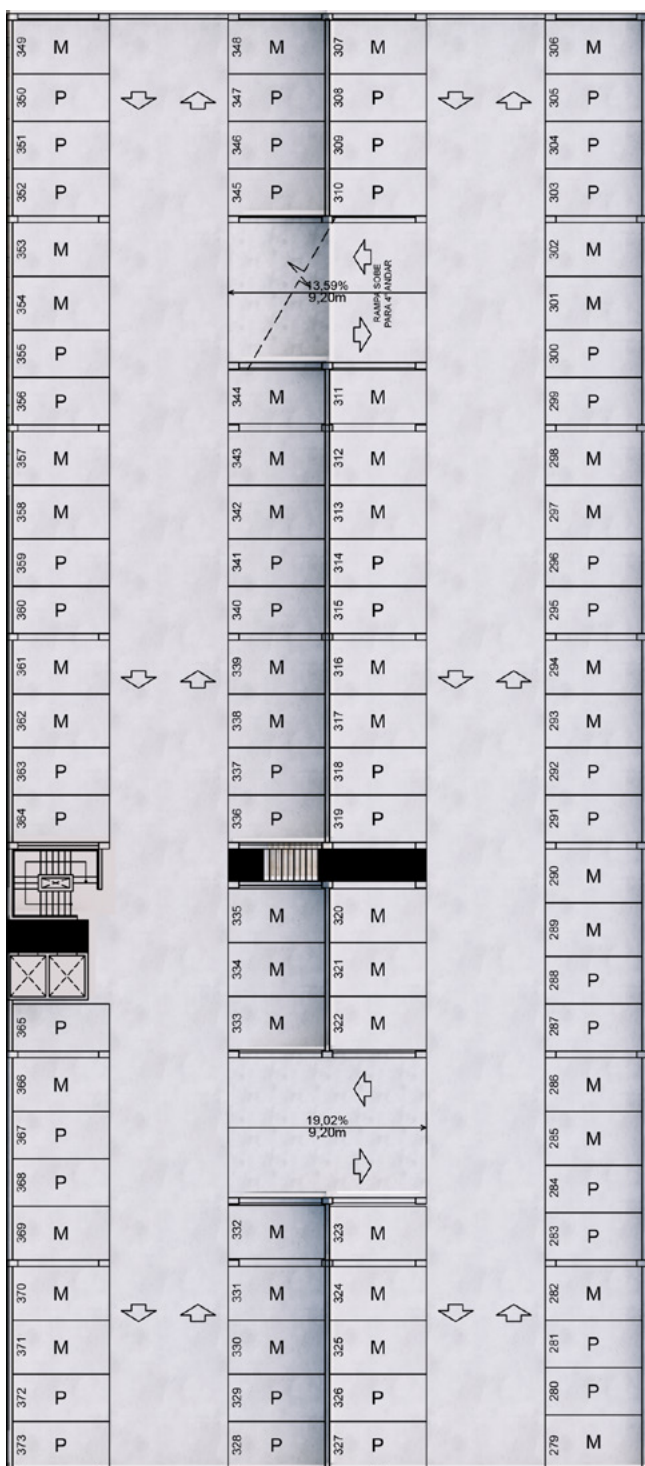 349 M 348 M 307 M 306 M
350 P 347 P 308 P 305 P
351 P 346 P 309 P 304 P
352 P 345 P 310 P 303 P
353 M 302 M
13,59%
9,20m
RAMPA SOBE
PARA 4º ANDAR
354 M 301 M
355 P 300 P
356 P 344 M 311 M 299 P
357 M 343 M 312 M 298 M
358 M 342 M 313 M 297 M
359 P 341 P 314 P 296 P
360 P 340 P 315 P 295 P
361 M 339 M 316 M 294 M
362 M 338 M 317 M 293 M
363 P 337 P 318 P 292 P
364 P 336 P 319 P 291 P
290 M
335 M 320 M 289 M
334 M 321 M 288 P
365 P 333 M 322 M 287 P
366 M 286 M
367 P 285 M
19,02%
9,20m
368 P 284 P
369 M 332 M 323 M 283 P
370 M 331 M 324 M 282 M
371 M 330 M 325 M 281 P
372 P 329 P 326 P 280 P
373 P 328 P 327 P 279 M